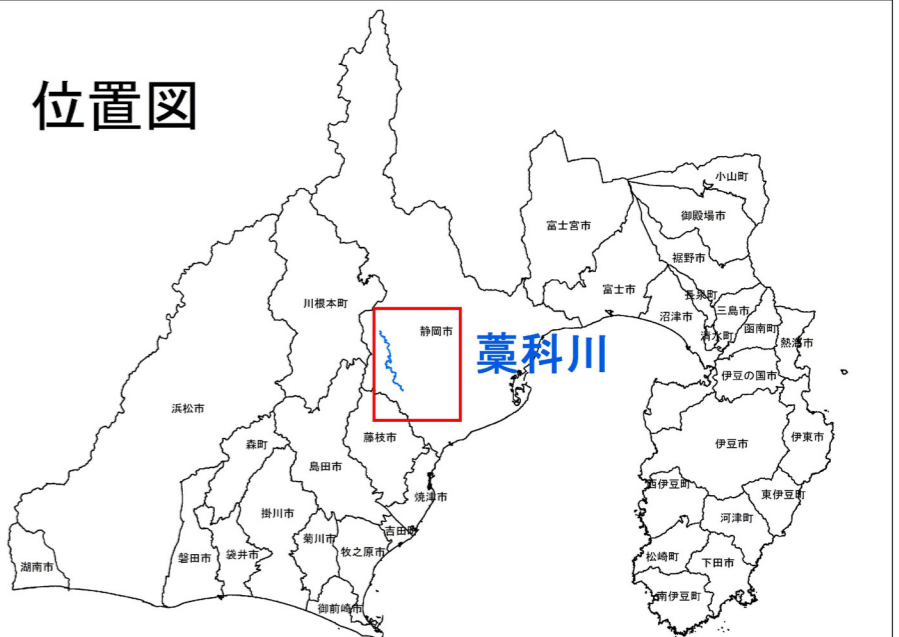 位置図
小山町
御殿場市
富士宮市
裾野市
富士市
長泉町
川根本町
三島市
沼津市
函南町
静岡市
清水町
熱海市
藁科川
伊豆の国市
浜松市
藤枝市
伊東市
森町
伊豆市
島田市
西伊豆町
焼津市
東伊豆町
掛川市
河津町
吉田町
菊川市
牧之原市
袋井市
磐田市
松崎町
下田市
湖南市
南伊豆町
御前崎市